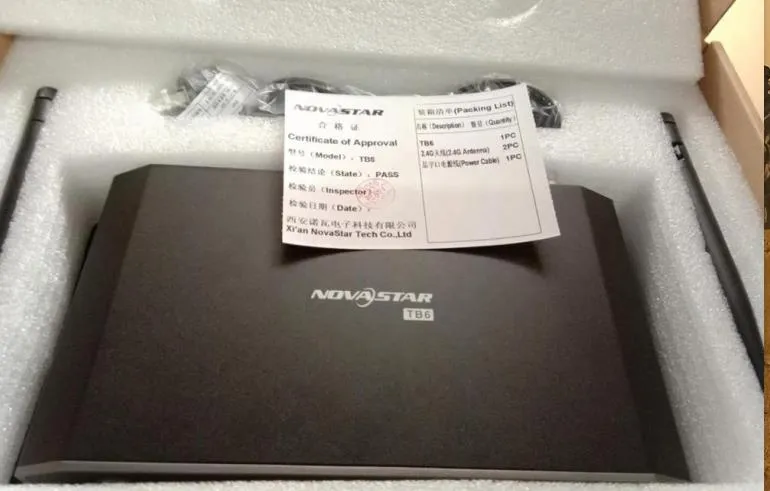 NOVASTAR
合 格 证
Certificate of Approval
型号（Model）：TB6
检验结论（State）：PASS
检验员（Inspector）
检验日期（Date）：
西安诺瓦电子科技有限公司
Xi'an NovaStar Tech Co.,Ltd
装箱清单(Packing List)
名称（Description） 数量（Quantity）
TB6 1PC
2.4G天线(2.4G Antenna) 2PC
品字口电源线(Power Cable) 1PC
NOVASTAR
TB6